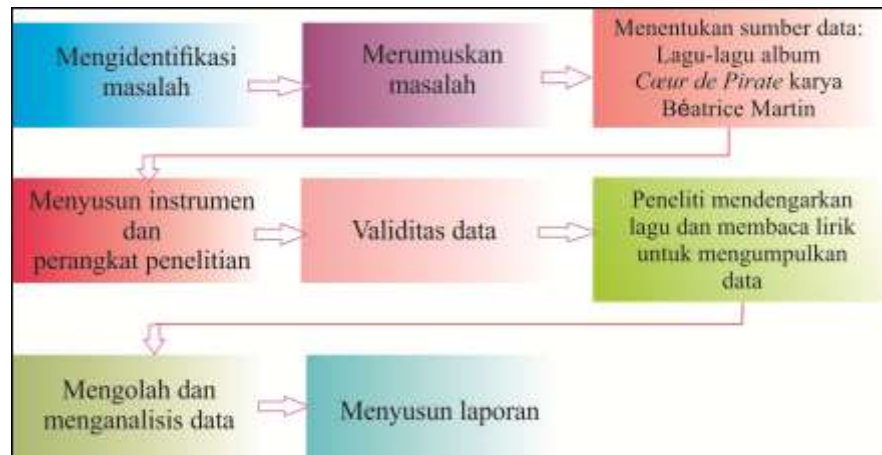 Mengidentifikasi
masalah
Merumuskan
masalah
Menentukan sumber data:
Lagu-lagu album
Cœur de Pirate karya
Béatrice Martin
Menyusun instrumen
dan
perangkat penelitian
Validitas data
Peneliti mendengarkan
lagu dan membaca lirik
untuk mengumpulkan
data
Mengolah dan
menganalisis data
Menyusun laporan